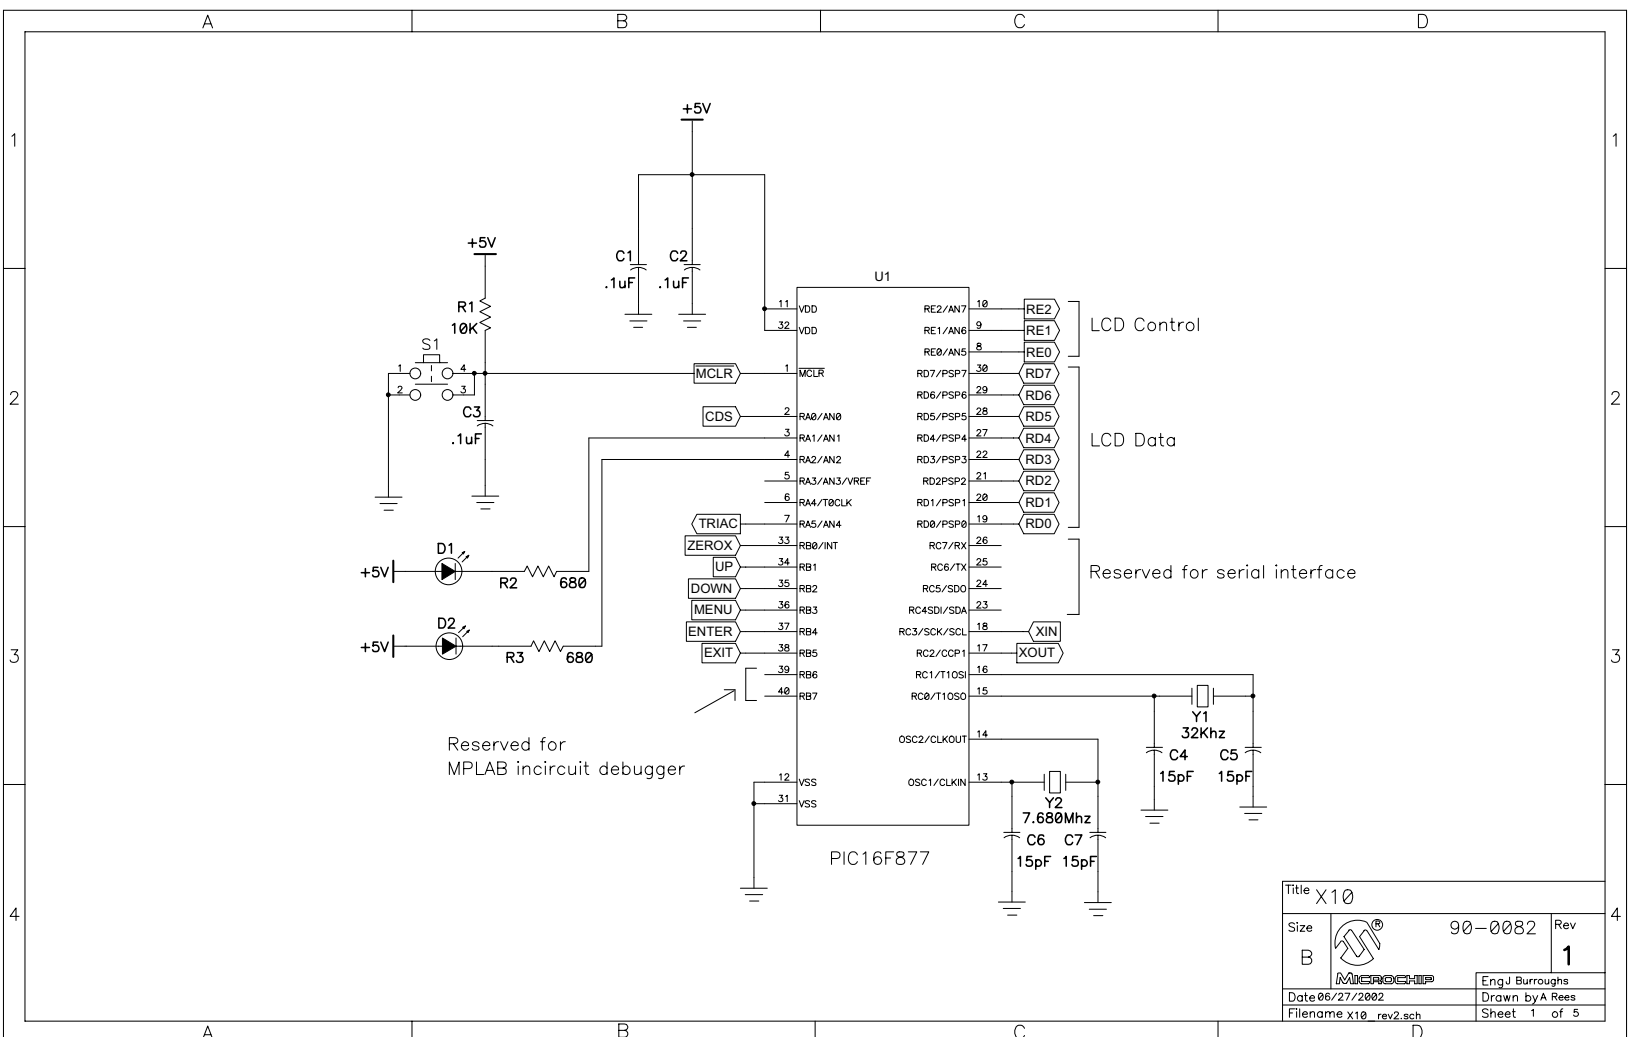 A B C D
1 1
+5V
+5V
C1 C2
.1uF .1uF
U1
R1
10K
S1
1 4
2 3
C3
.1uF
11 VDD
32 VDD
MCLR 1 MCLR
CDS 2 RA0/AN0
3 RA1/AN1
4 RA2/AN2
5 RA3/AN3/VREF
6 RA4/T0CLK
TRIAC 7 RA5/AN4
ZEROX 33 RB0/INT
UP 34 RB1
DOWN 35 RB2
MENU 36 RB3
ENTER 37 RB4
EXIT 38 RB5
39 RB6
40 RB7
12 VSS
31 VSS
RE2/AN7 10 RE2
RE1/AN6 9 RE1
RE0/AN5 8 RE0
LCD Control
RD7/PSP7 30 RD7
RD6/PSP6 29 RD6
RD5/PSP5 28 RD5
RD4/PSP4 27 RD4
RD3/PSP3 22 RD3
RD2PSP2 21 RD2
RD1/PSP1 20 RD1
RD0/PSP0 19 RD0
LCD Data
RC7/RX 26
RC6/TX 25
RC5/SDO 24
RC4SDI/SDA 23
Reserved for serial interface
RC3/SCK/SCL 18 XIN
RC2/CCP1 17 XOUT
RC1/T1OSI 16
RC0/T1OSO 15
OSC2/CLKOUT 14
OSC1/CLKIN 13
2 2
+5V D1 R2 680
+5V D2 R3 680
3 3
Reserved for
MPLAB incircuit debugger
Y1
32Khz
C4 C5
15pF 15pF
Y2
7.680Mhz
C6 C7
15pF 15pF
PIC16F877
4 4
Title X10
Size B
® MICROCHIP
90-0082
Rev 1
Eng J Burroughs
Date 06/27/2002
Drawn by A Rees
Filename X10_rev2.sch
Sheet 1 of 5
A B C D